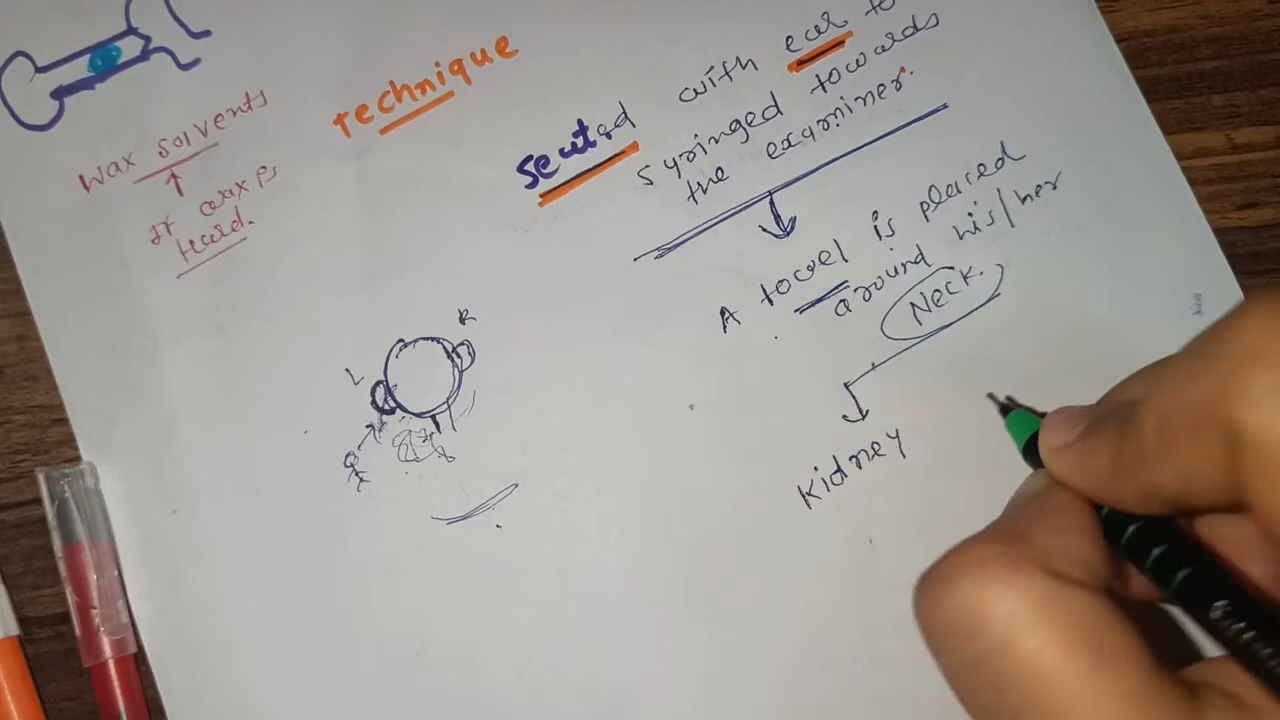 technique
wax solvents
If wax is
Hard.
seated with ear to
syringed towards
the examiner.
A towel is placed
around his/her
Neck.
R
L
Kidney